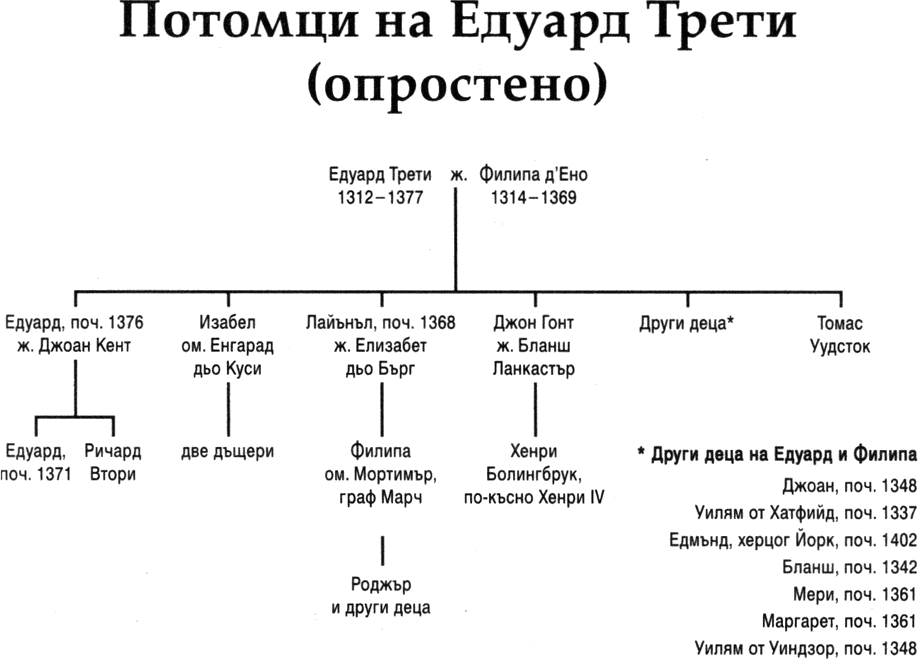 Потомци на Едуард Трети
(опростено)
Едуард Трети ж. Филипа д'Ено
1312–1377 1314–1369
Едуард, поч. 1376
ж. Джоан Кент
Изабел
ом. Енгарад
дьо Куси
Лайънъл, поч. 1368
ж. Елизабет
дьо Бърг
Джон Гонт
ж. Бланш
Ланкастър
Други деца*
Томас
Уудсток
Едуард,
поч. 1371
Ричард
Втори
две дъщери
Филипа
ом. Мортимър,
граф Марч
Хенри
Болингбрук,
по-късно Хенри IV
Роджър
и други деца
* Други деца на Едуард и Филипа
Джоан, поч. 1348
Уилям от Хатфийд, поч. 1337
Едмънд, херцог Йорк, поч. 1402
Бланш, поч. 1342
Мери, поч. 1361
Маргарет, поч. 1361
Уилям от Уиндзор, поч. 1348